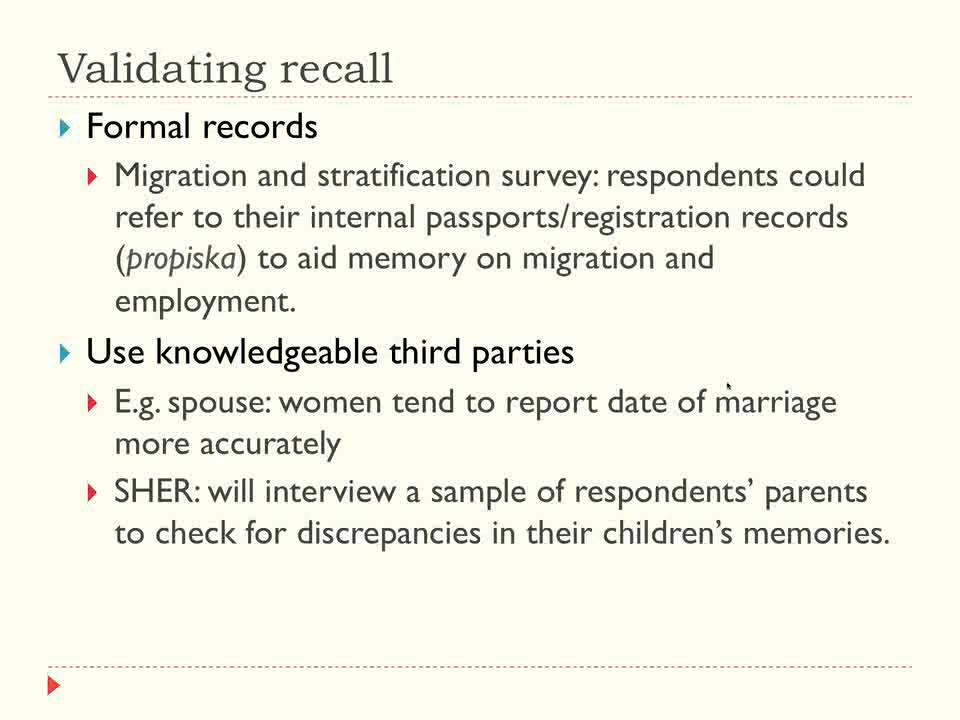 Validating recall
Formal records
Migration and stratification survey: respondents could
refer to their internal passports/registration records
(propiska) to aid memory on migration and
employment.
Use knowledgeable third parties
E.g. spouse: women tend to report date of marriage
more accurately
SHER: will interview a sample of respondents’ parents
to check for discrepancies in their children’s memories.